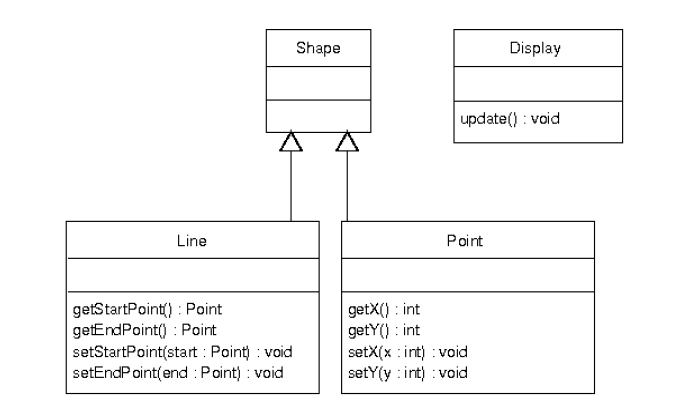 Shape
Display
update() : void
Line
getStartPoint() : Point
getEndPoint() : Point
setStartPoint(start : Point) : void
setEndPoint(end : Point) : void
Point
getX() : int
getY() : int
setX(x : int) : void
setY(y : int) : void